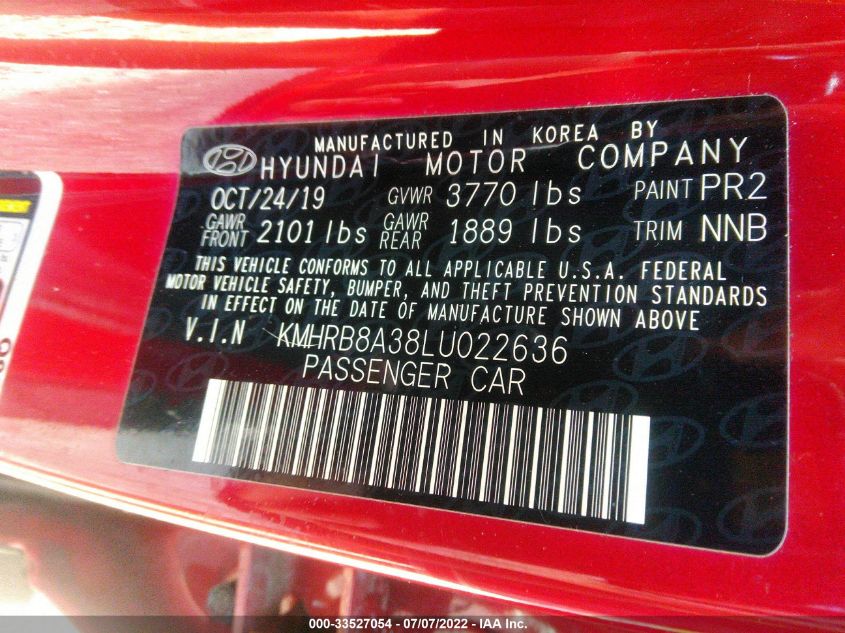 MANUFACTURED IN KOREA BY
HYUNDAI MOTOR COMPANY
OCT/24/19 GVWR 3770 lbs PAINT PR2
GAWR FRONT 2101 lbs GAWR REAR 1889 lbs TRIM NNB
THIS VEHICLE CONFORMS TO ALL APPLICABLE U.S.A. FEDERAL
MOTOR VEHICLE SAFETY, BUMPER, AND THEFT PREVENTION STANDARDS
IN EFFECT ON THE DATE OF MANUFACTURE SHOWN ABOVE
V.I.N KMHRB8A38LU022636
PASSENGER CAR
000-33527054 / 07/07/2022 - IAA Inc.